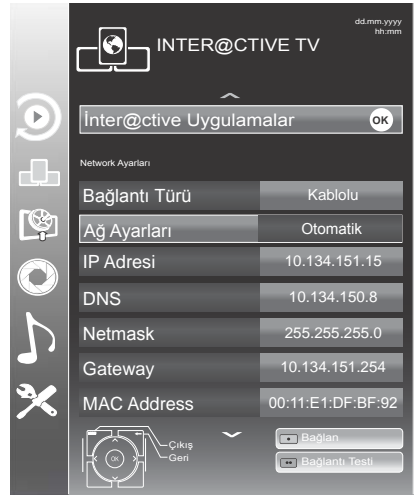 dd.mm.yyyy
hh:mm
INTER@CTIVE TV
İnter@ctive Uygulamalar OK
Network Ayarları
Bağlantı Türü Kablolu
Ağ Ayarları Otomatik
IP Adresi 10.134.151.15
DNS 10.134.150.8
Netmask 255.255.255.0
Gateway 10.134.151.254
MAC Address 00:11:E1:DF:BF:92
OK
Çıkış
Geri
Bağlan
Bağlantı Testi